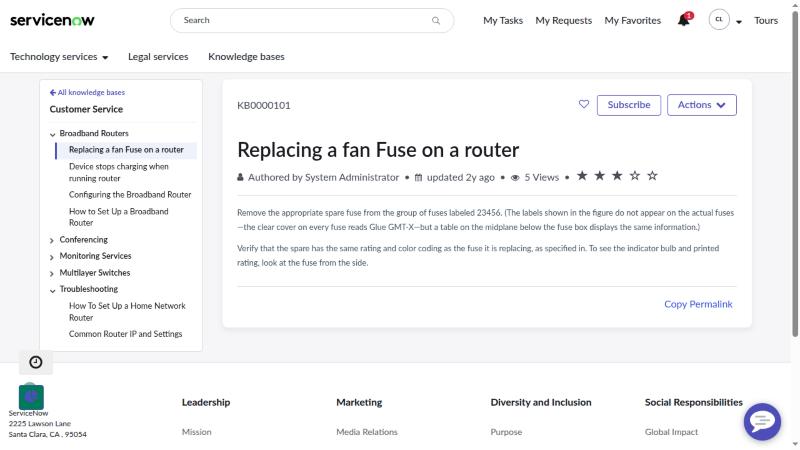 servicenow
Search
My Tasks
My Requests
My Favorites
1
CL
Tours
Technology services
Legal services
Knowledge bases
All knowledge bases
Customer Service
Broadband Routers
Replacing a fan Fuse on a router
Device stops charging when
running router
Configuring the Broadband Router
How to Set Up a Broadband
Router
Conferencing
Monitoring Services
Multilayer Switches
Troubleshooting
How To Set Up a Home Network
Router
Common Router IP and Settings
KB0000101
Subscribe
Actions
Replacing a fan Fuse on a router
Authored by System Administrator • updated 2y ago • 5 Views •
Remove the appropriate spare fuse from the group of fuses labeled 23456. (The labels shown in the figure do not appear on the actual fuses
—the clear cover on every fuse reads Glue GMT-X—but a table on the midplane below the fuse box displays the same information.)
Verify that the spare has the same rating and color coding as the fuse it is replacing, as specified in. To see the indicator bulb and printed
rating, look at the fuse from the side.
Copy Permalink
ServiceNow
2225 Lawson Lane
Santa Clara, CA , 95054
Leadership
Mission
Marketing
Media Relations
Diversity and Inclusion
Purpose
Social Responsibilities
Global Impact